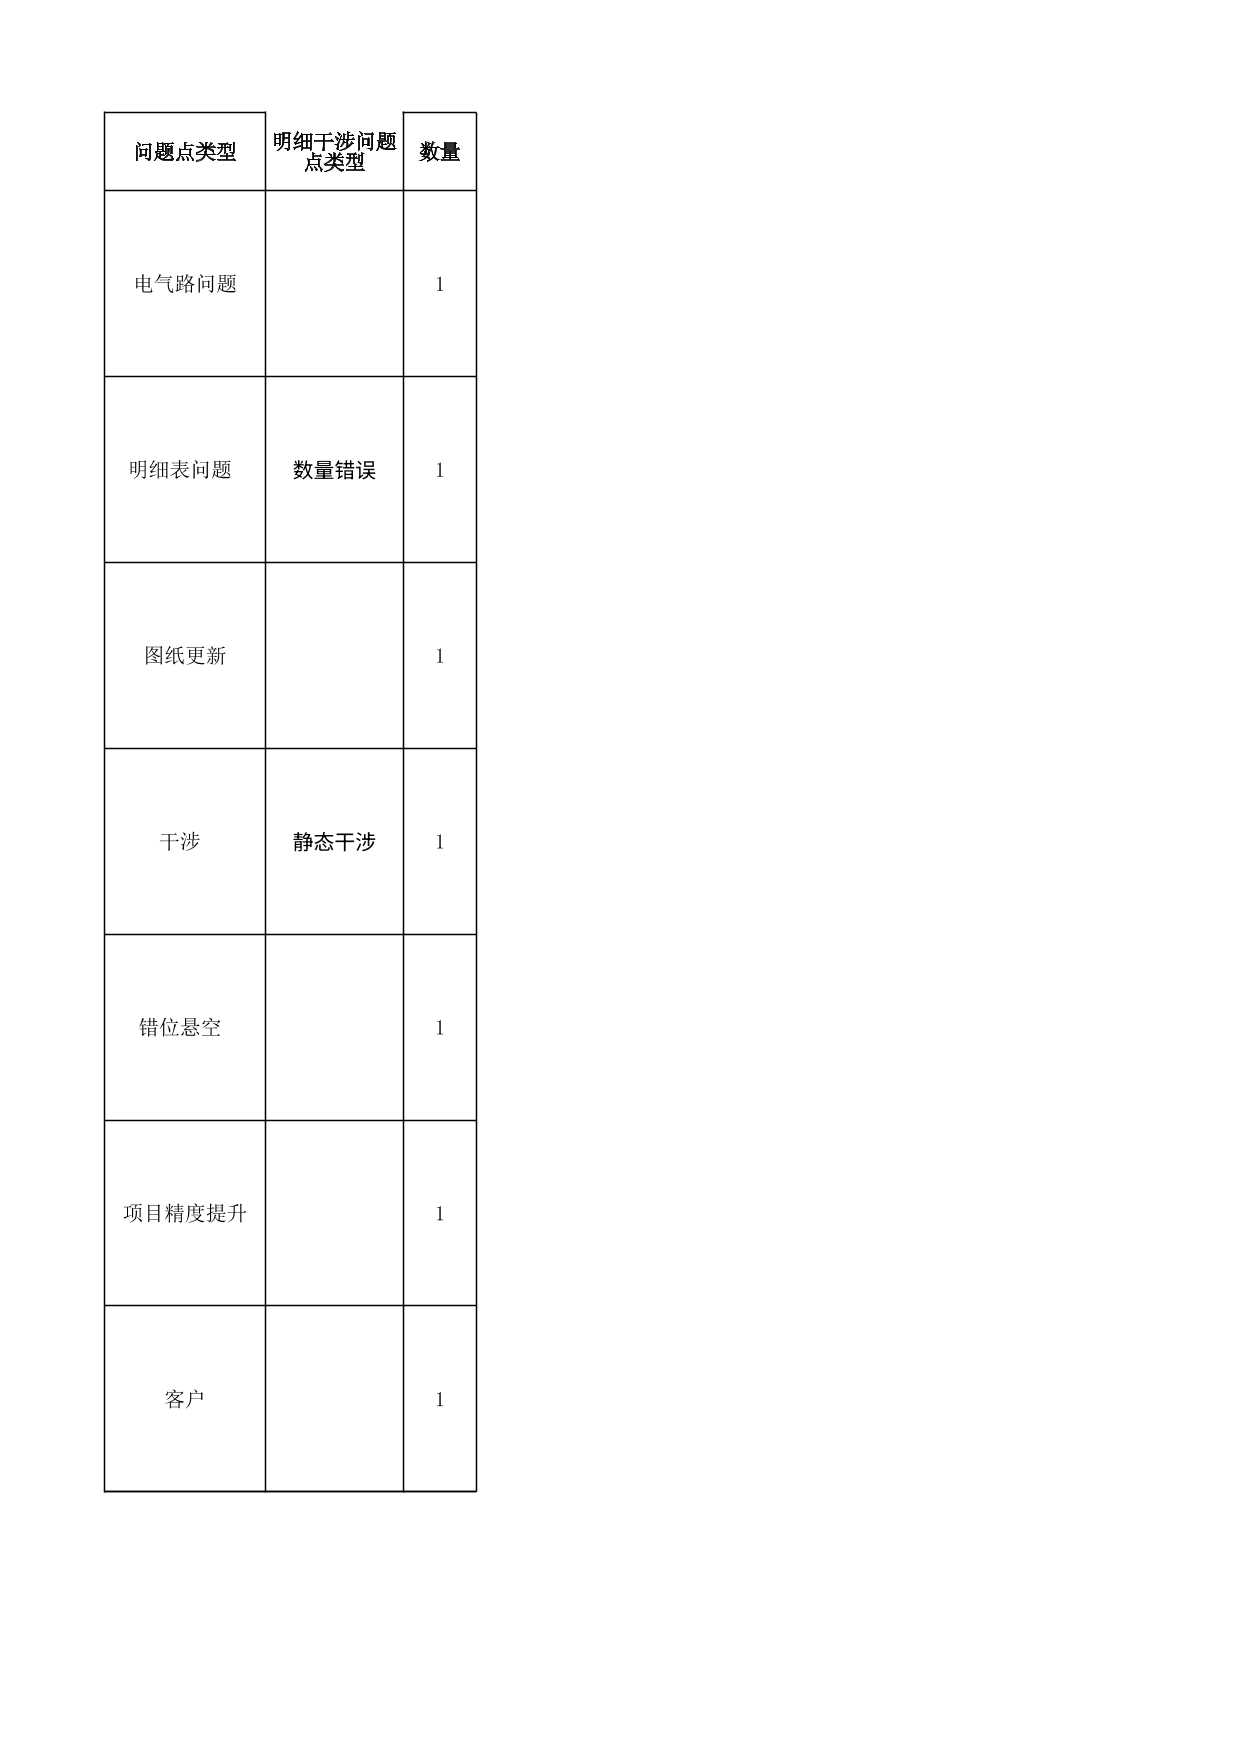 问题点类型
明细干涉问题
点类型
数量
电气路问题
1
明细表问题
数量错误
1
图纸更新
1
干涉
静态干涉
1
错位悬空
1
项目精度提升
1
客户
1